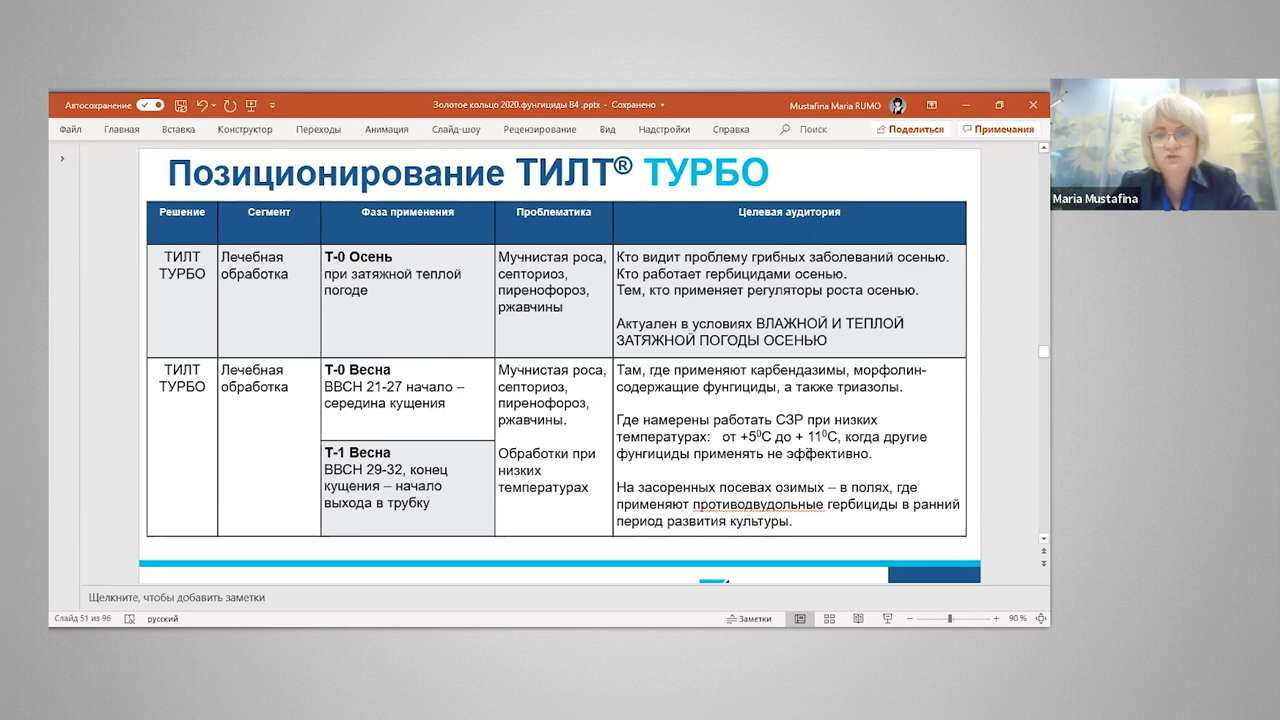 Автосохранение
Золотое кольцо 2020.фунгициды В4 .pptx - Сохранено
Mustafina Maria RUMO
Файл Главная Вставка Конструктор Переходы Анимация Слайд-шоу Рецензирование Вид Надстройки Справка Поиск Поделиться Примечания
Позиционирование ТИЛТ® ТУРБО
Решение Сегмент Фаза применения Проблематика Целевая аудитория
ТИЛТ
ТУРБО
Лечебная
обработка
Т-0 Осень
при затяжной теплой
погоде
Мучнистая роса,
септориоз,
пиренофороз,
ржавчины
Кто видит проблему грибных заболеваний осенью.
Кто работает гербицидами осенью.
Тем, кто применяет регуляторы роста осенью.
Актуален в условиях ВЛАЖНОЙ И ТЕПЛОЙ
ЗАТЯЖНОЙ ПОГОДЫ ОСЕНЬЮ
ТИЛТ
ТУРБО
Лечебная
обработка
Т-0 Весна
ВВСН 21-27 начало –
середина кущения
Т-1 Весна
ВВСН 29-32, конец
кущения – начало
выхода в трубку
Мучнистая роса,
септориоз,
пиренофороз,
ржавчины.
Обработки при
низких
температурах
Там, где применяют карбендазимы, морфолин-
содержащие фунгициды, а также триазолы.
Где намерены работать СЗР при низких
температурах: от +5⁰С до + 11⁰С, когда другие
фунгициды применять не эффективно.
На засоренных посевах озимых – в полях, где
применяют противодвудольные гербициды в ранний
период развития культуры.
Щелкните, чтобы добавить заметки
Слайд 51 из 96 русский Заметки 90 %
Maria Mustafina